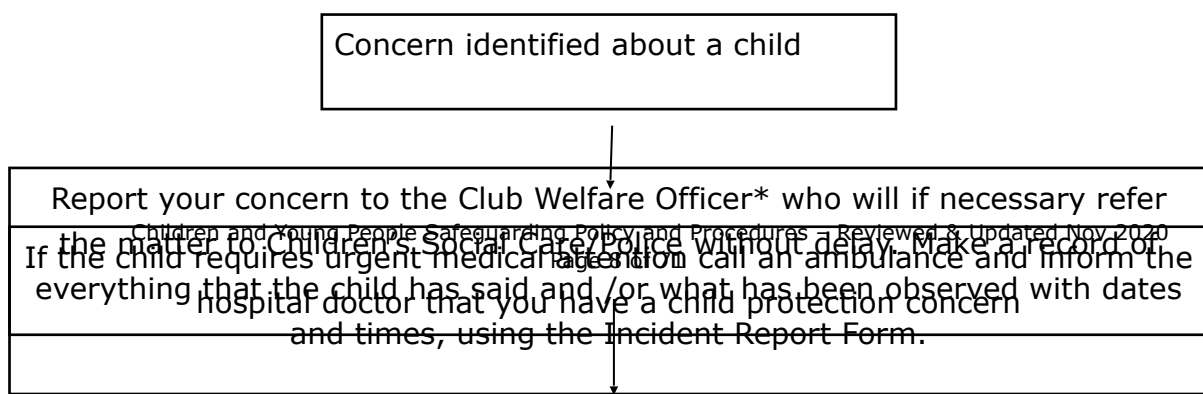 Concern identified about a child
Report your concern to the Club Welfare Officer* who will if necessary refer
the matter to Children's Social Care/Police without delay. Make a record of
everything that the child has said and /or what has been observed with dates
and times, using the Incident Report Form.
Children and Young People Safeguarding Policy and Procedures – Reviewed & Updated Nov 2020
If the child requires urgent medical attention call an ambulance and inform the
hospital doctor that you have a child protection concern